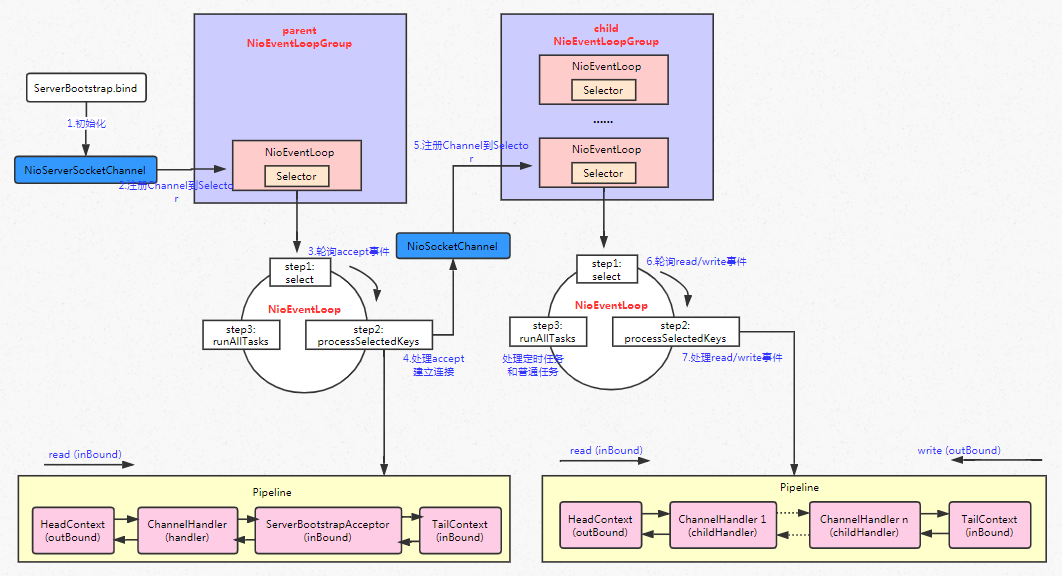 parent
NioEventLoopGroup
NioEventLoop
Selector
child
NioEventLoopGroup
NioEventLoop
Selector
......
NioEventLoop
Selector
ServerBootstrap.bind
1.初始化
NioServerSocketChannel
2.注册Channel到Selecto
r
5.注册Channel到Selecto
r
NioSocketChannel
3.轮询accept事件
step1:
select
NioEventLoop
step3:
runAllTasks
step2:
processSelectedKeys
4.处理accept
建立连接
6.轮询read/write事件
step1:
select
NioEventLoop
step3:
runAllTasks
step2:
processSelectedKeys
处理定时任务
和普通任务
7.处理read/write事件
read (inBound)
Pipeline
HeadContext
(outBound)
ChannelHandler
(handler)
ServerBootstrapAcceptor
(inBound)
TailContext
(inBound)
read (inBound)
write (outBound)
Pipeline
HeadContext
(outBound)
ChannelHandler 1
(childHandler)
ChannelHandler n
(childHandler)
TailContext
(inBound)